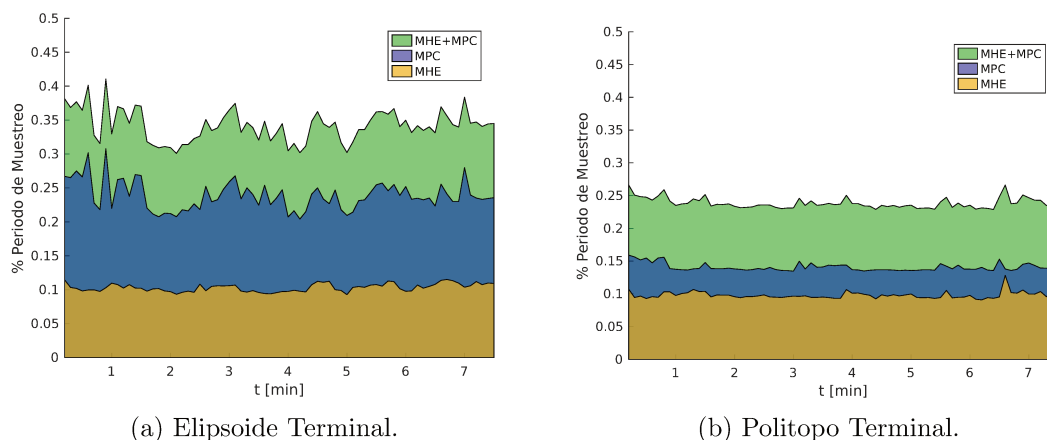 0.5
0.45
0.4
0.35
0.3
0.25
0.2
0.15
0.1
0.05
0
% Periodo de Muestreo
MHE+MPC
MPC
MHE
1 2 3 4 5 6 7
t [min]
(a) Elipsoide Terminal.
0.5
0.45
0.4
0.35
0.3
0.25
0.2
0.15
0.1
0.05
0
% Periodo de Muestreo
MHE+MPC
MPC
MHE
1 2 3 4 5 6 7
t [min]
(b) Politopo Terminal.